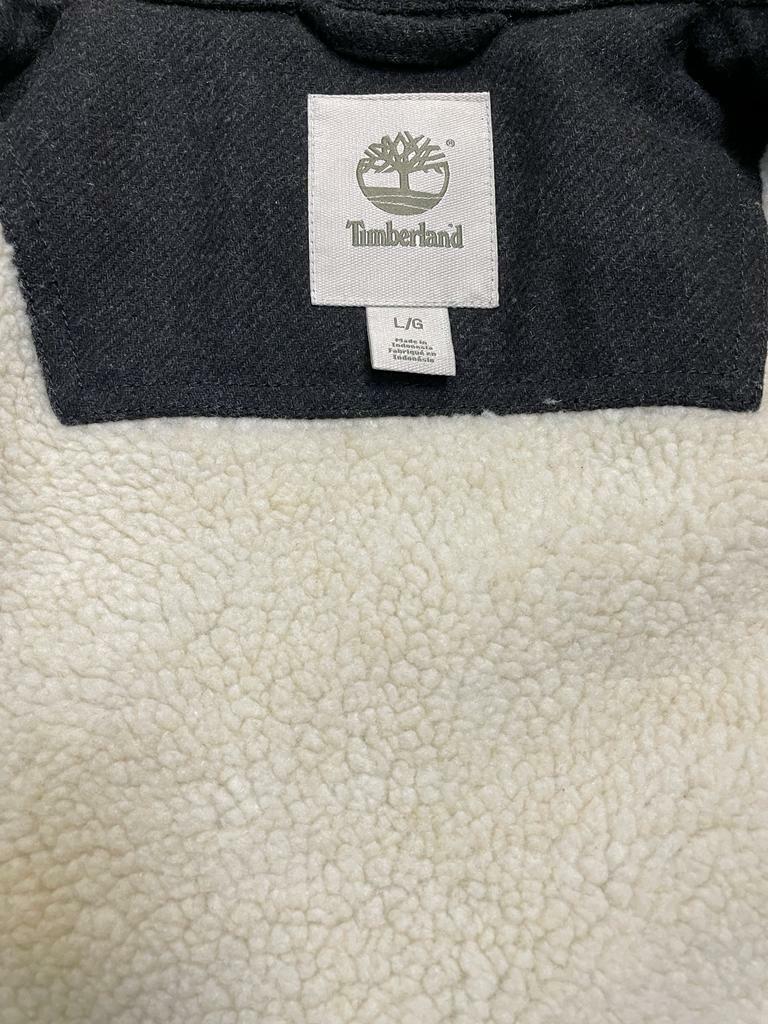 ®
Timberland
L/G
Made in
Indonesia
Fabriqué en
Indonésie